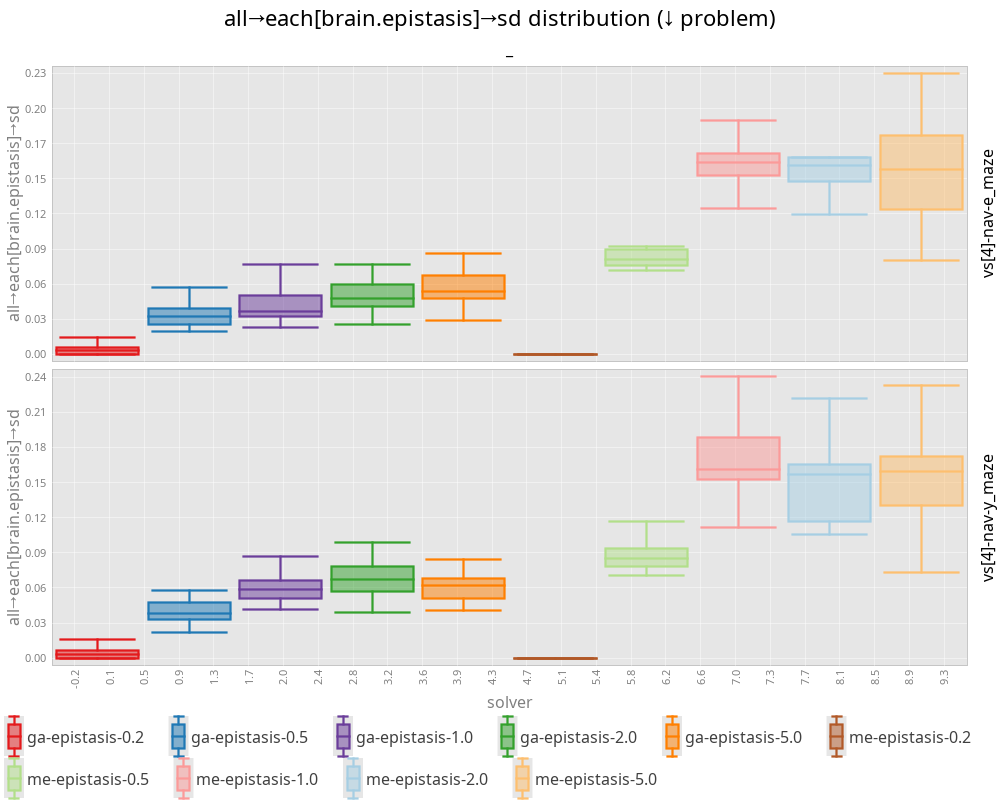 all→each[brain.epistasis]→sd distribution (↓ problem)
–
all→each[brain.epistasis]→sd
0.23
0.20
0.17
0.15
0.12
0.09
0.06
0.03
0.00
vs[4]-nav-e_maze
all→each[brain.epistasis]→sd
0.24
0.21
0.18
0.15
0.12
0.09
0.06
0.03
0.00
vs[4]-nav-y_maze
-0.2 0.1 0.5 0.9 1.3 1.7 2.0 2.4 2.8 3.2 3.6 3.9 4.3 4.7 5.1 5.4 5.8 6.2 6.6 7.0 7.3 7.7 8.1 8.5 8.9 9.3
solver
ga-epistasis-0.2 ga-epistasis-0.5 ga-epistasis-1.0 ga-epistasis-2.0 ga-epistasis-5.0 me-epistasis-0.2
me-epistasis-0.5 me-epistasis-1.0 me-epistasis-2.0 me-epistasis-5.0